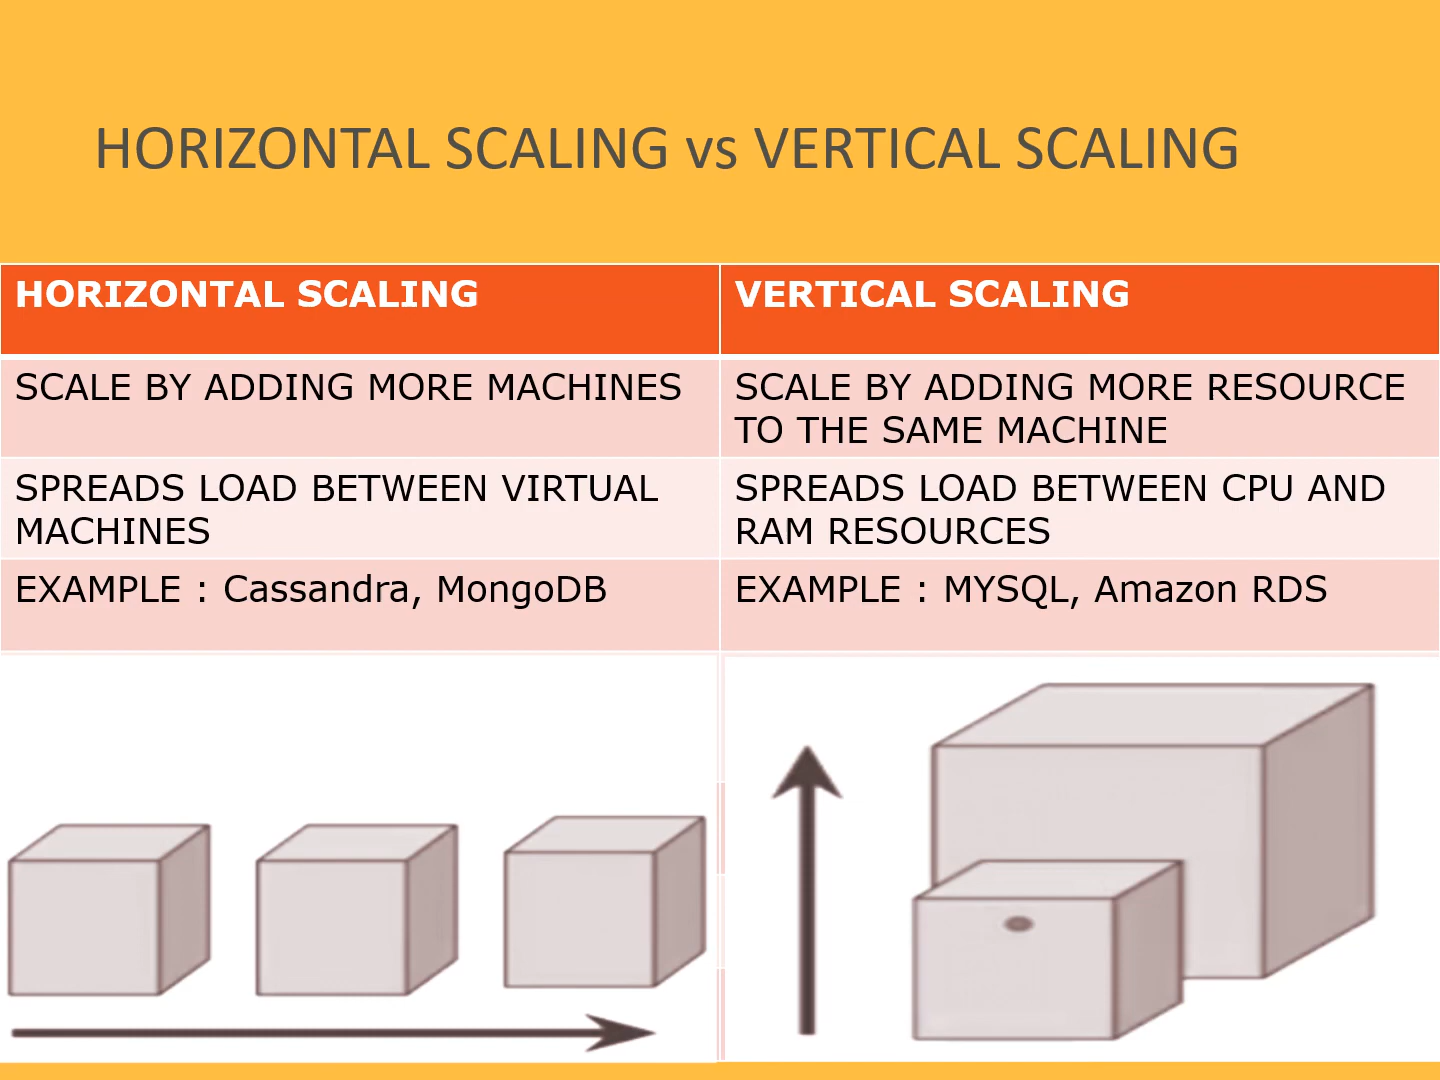 HORIZONTAL SCALING vs VERTICAL SCALING
HORIZONTAL SCALING
VERTICAL SCALING
SCALE BY ADDING MORE MACHINES
SCALE BY ADDING MORE RESOURCE
TO THE SAME MACHINE
SPREADS LOAD BETWEEN VIRTUAL
MACHINES
SPREADS LOAD BETWEEN CPU AND
RAM RESOURCES
EXAMPLE : Cassandra, MongoDB
EXAMPLE : MYSQL, Amazon RDS